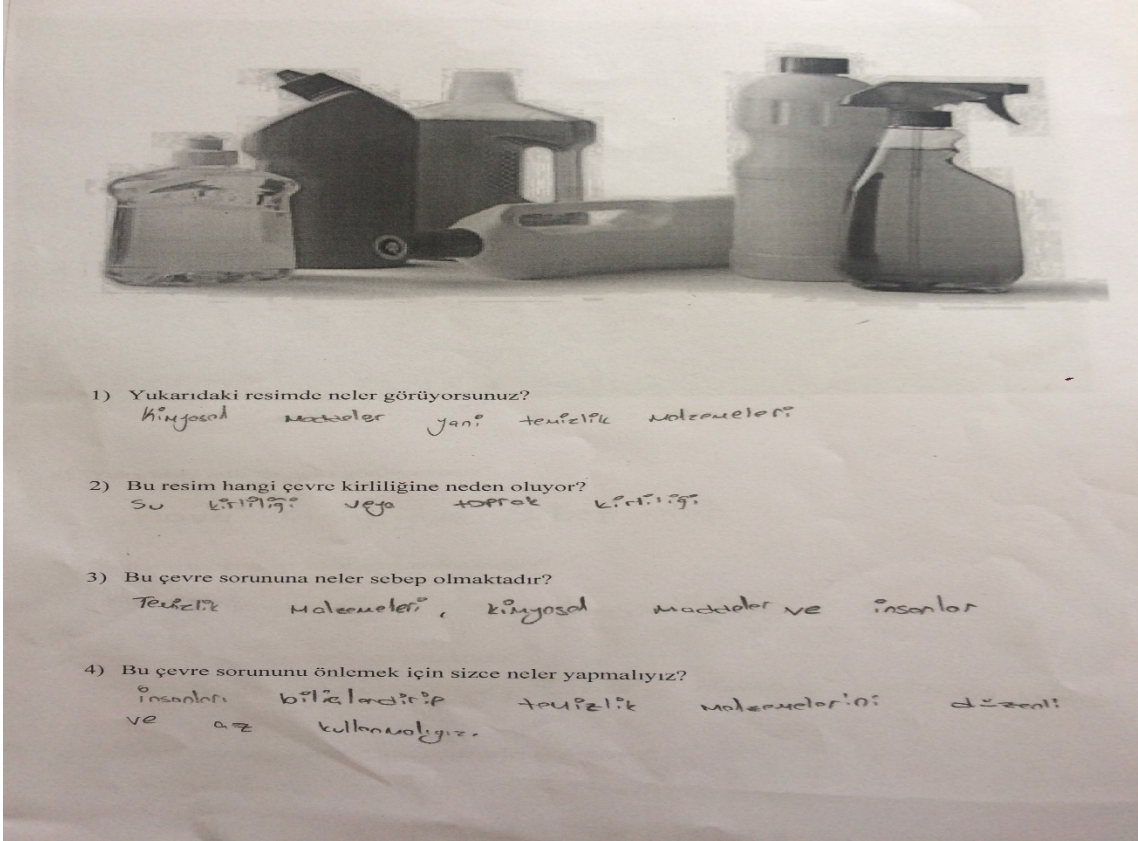 1) Yukarıdaki resimde neler görüyorsunuz?
Kimyasal maddeler yani temizlik malzemeleri
2) Bu resim hangi çevre kirliliğine neden oluyor?
Su kirliliği veya toprak kirliliği
3) Bu çevre sorununa neler sebep olmaktadır?
Temizlik Malzemeleri, kimyasal maddeler ve insanlar
4) Bu çevre sorununu önlemek için sizce neler yapmalıyız?
insanları bilinçlendirip temizlik malzemelerini düzenli
ve az kullanmalıyız.